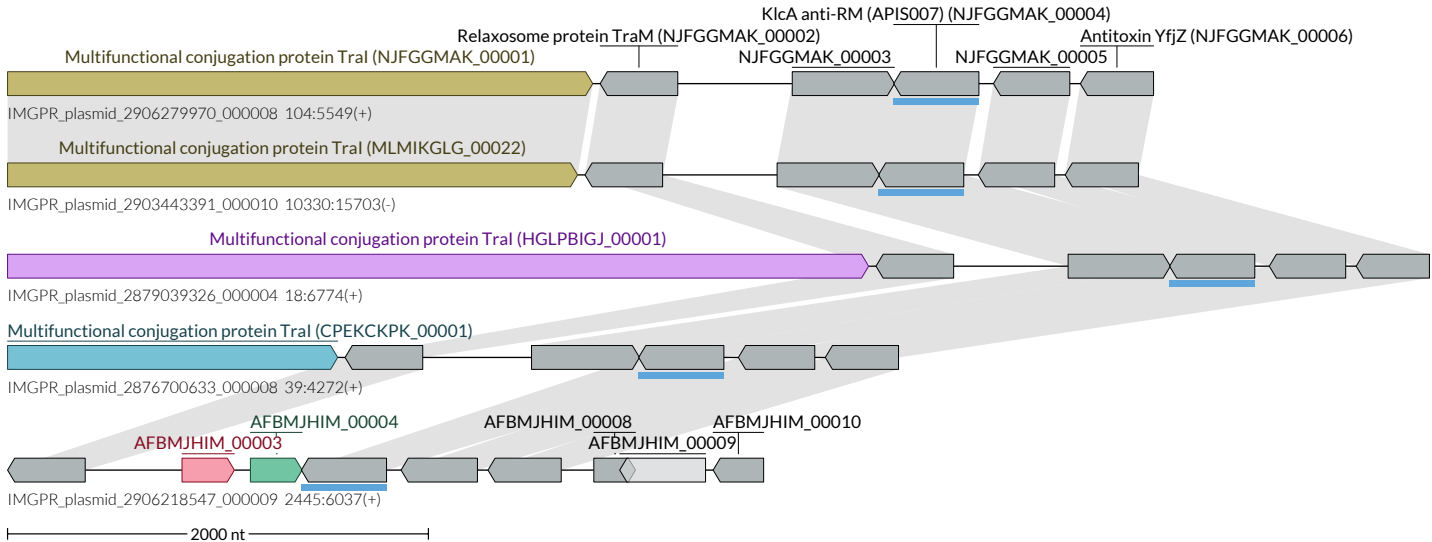 KlcA anti-RM (APIS007) (NJFGGMAK_00004)
Relaxosome protein TraM (NJFGGMAK_00002)
Antitoxin YfjZ (NJFGGMAK_00006)
Multifunctional conjugation protein TraI (NJFGGMAK_00001)
NJFGGMAK_00003
NJFGGMAK_00005
IMGPR_plasmid_2906279970_000008 104:5549(+)
Multifunctional conjugation protein TraI (MLMIKGLG_00022)
IMGPR_plasmid_2903443391_000010 10330:15703(-)
Multifunctional conjugation protein TraI (HGLPBIGJ_00001)
IMGPR_plasmid_2879039326_000004 18:6774(+)
Multifunctional conjugation protein TraI (CPEKCKPK_00001)
IMGPR_plasmid_2876700633_000008 39:4272(+)
AFBMJHIM_00004
AFBMJHIM_00008
AFBMJHIM_00010
AFBMJHIM_00003
AFBMJHIM_00009
IMGPR_plasmid_2906218547_000009 2445:6037(+)
2000 nt